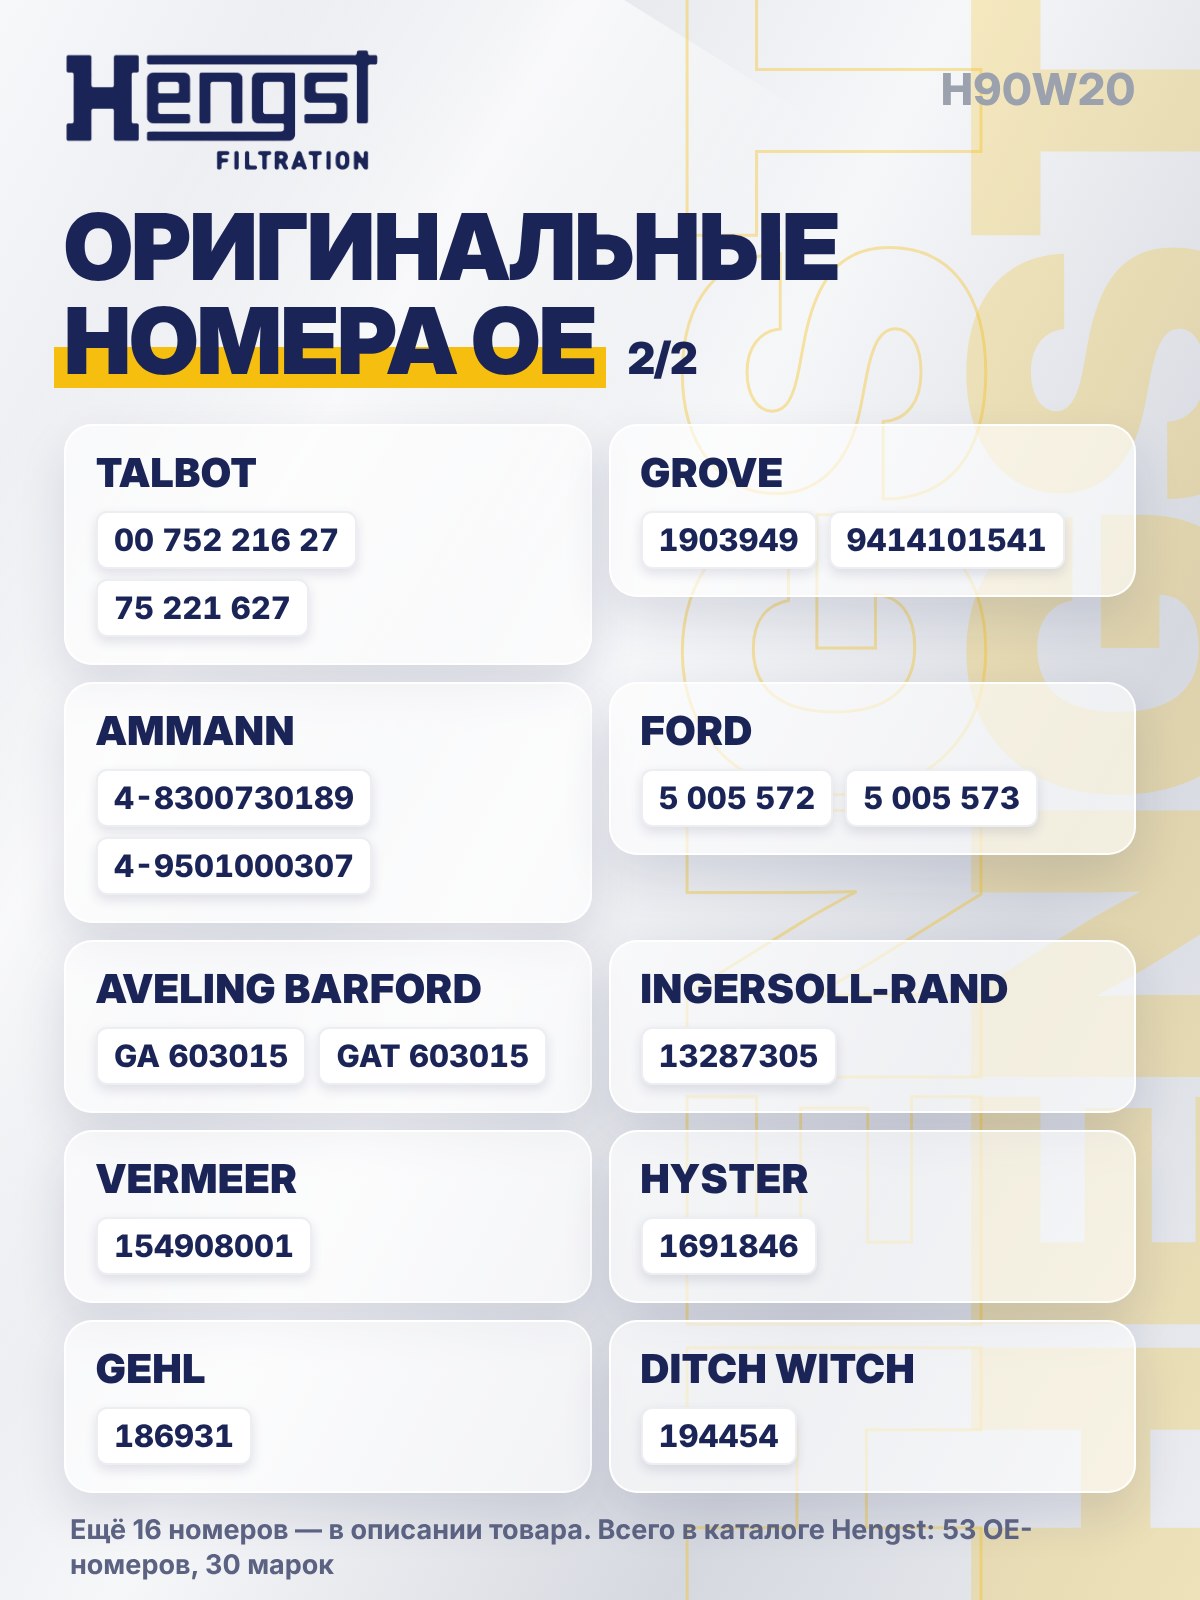 Hengst
FILTRATION
H90W20
ОРИГИНАЛЬНЫЕ
НОМЕРА OE 2/2
TALBOT
00 752 216 27
75 221 627
GROVE
1903949 9414101541
AMMANN
4-8300730189
4-9501000307
FORD
5 005 572 5 005 573
AVELING BARFORD
GA 603015 GAT 603015
INGERSOLL-RAND
13287305
VERMEER
154908001
HYSTER
1691846
GEHL
186931
DITCH WITCH
194454
Ещё 16 номеров — в описании товара. Всего в каталоге Hengst: 53 OE-
номеров, 30 марок
HENGST
HENGST